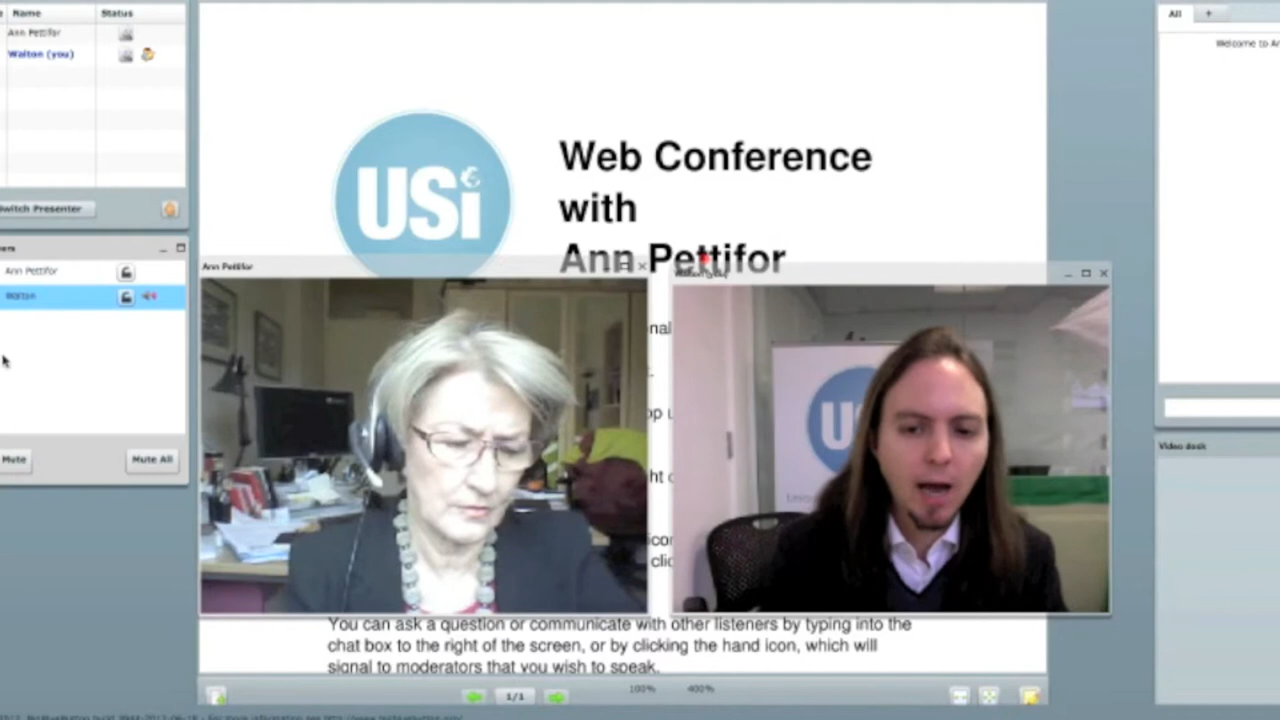 Name Status
Ann Pettifor
Walton (you)
Switch Presenter
Ann Pettifor
Walton
Mute
Mute All
USi
Web Conference
with
Ann Pettifor
Ann Pettifor
US
You can ask a question or communicate with other listeners by typing into the
chat box to the right of the screen, or by clicking the hand icon, which will
signal to moderators that you wish to speak.
1/1
100% 400%
All +
Welcome to
Video dock